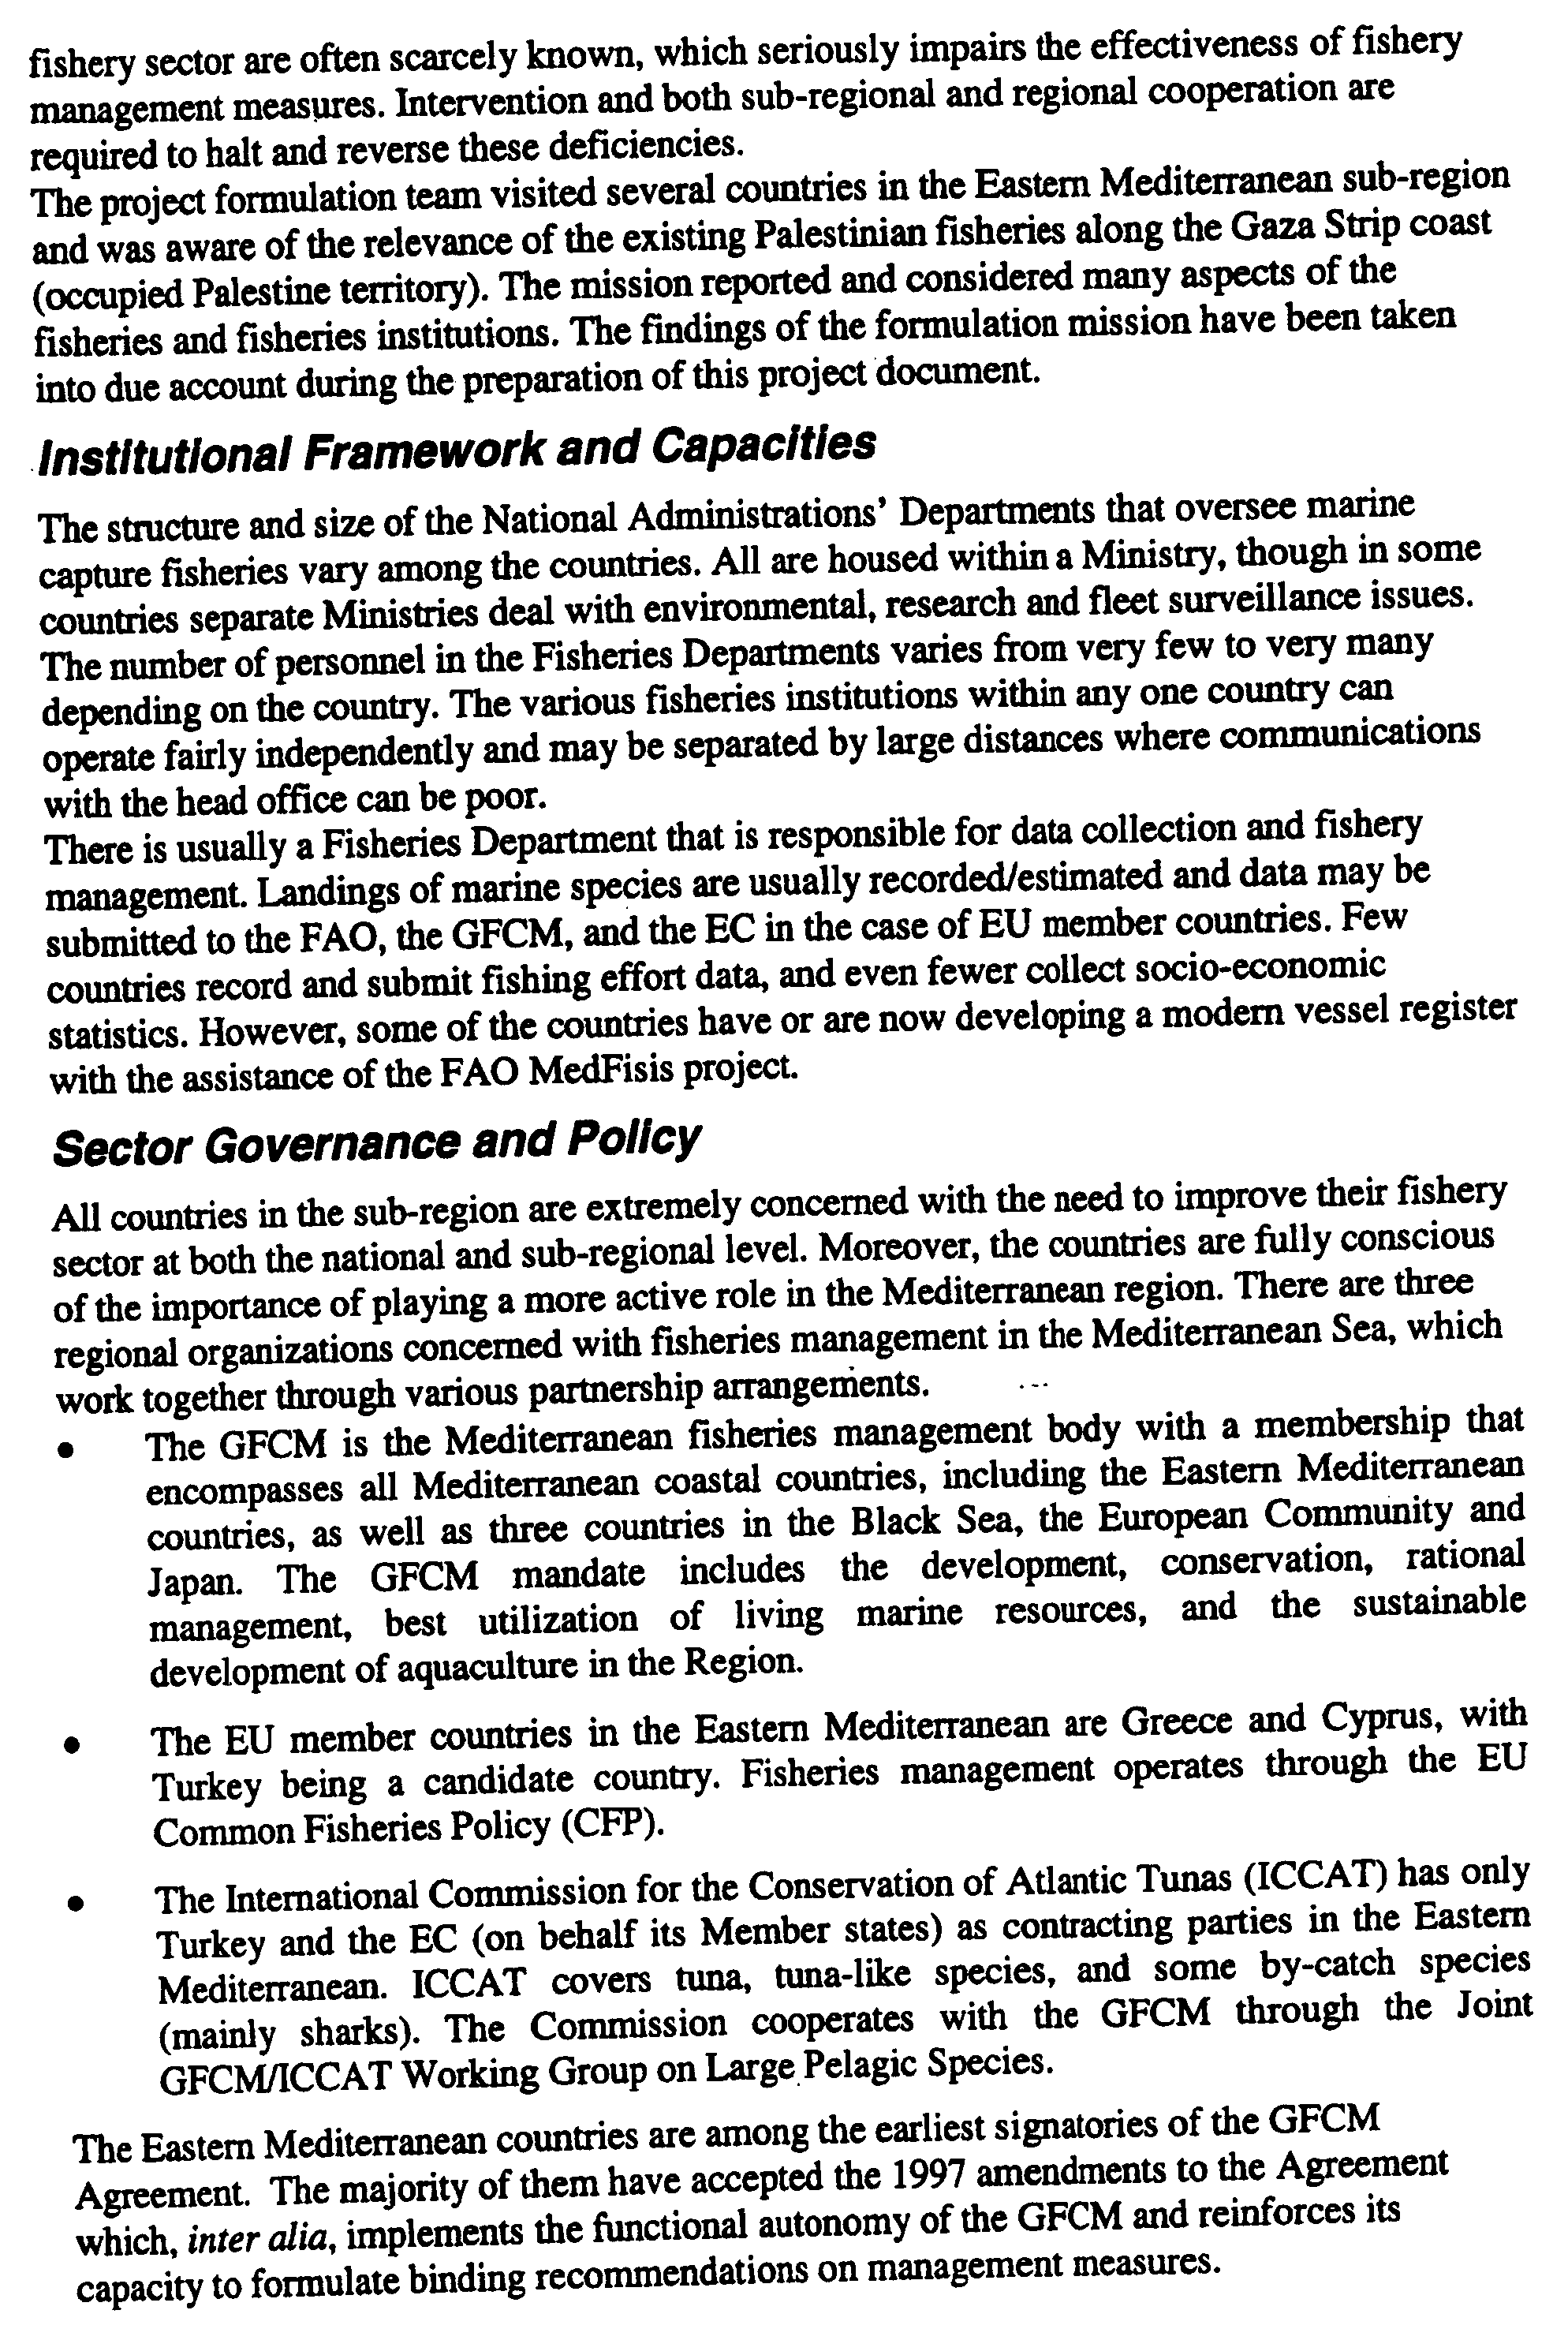 fishery sector are often scarcely known, which seriously impairs the effectiveness of fishery
management measures. Intervention and both sub-regional and regional cooperation are
required to halt and reverse these deficiencies.
The project formulation team visited several countries in the Eastern Mediterranean sub-region
and was aware of the relevance of the existing Palestinian fisheries along the Gaza Strip coast
(occupied Palestine territory). The mission reported and considered many aspects of the
fisheries and fisheries institutions. The findings of the formulation mission have been taken
into due account during the preparation of this project document.
Institutional Framework and Capacities
The structure and size of the National Administrations' Departments that oversee marine
capture fisheries vary among the countries. All are housed within a Ministry, though in some
countries separate Ministries deal with environmental, research and fleet surveillance issues.
The number of personnel in the Fisheries Departments varies from very few to very many
depending on the country. The various fisheries institutions within any one country can
operate fairly independently and may be separated by large distances where communications
with the head office can be poor.
There is usually a Fisheries Department that is responsible for data collection and fishery
management. Landings of marine species are usually recorded/estimated and data may be
submitted to the FAO, the GFCM, and the EC in the case of EU member countries. Few
countries record and submit fishing effort data, and even fewer collect socio-economic
statistics. However, some of the countries have or are now developing a modern vessel register
with the assistance of the FAO MedFisis project.
Sector Governance and Policy
All countries in the sub-region are extremely concerned with the need to improve their fishery
sector at both the national and sub-regional level. Moreover, the countries are fully conscious
of the importance of playing a more active role in the Mediterranean region. There are three
regional organizations concerned with fisheries management in the Mediterranean Sea, which
work together through various partnership arrangements.
• The GFCM is the Mediterranean fisheries management body with a membership that
encompasses all Mediterranean coastal countries, including the Eastern Mediterranean
countries, as well as three countries in the Black Sea, the European Community and
Japan. The GFCM mandate includes the development, conservation, rational
management, best utilization of living marine resources, and the sustainable
development of aquaculture in the Region.
• The EU member countries in the Eastern Mediterranean are Greece and Cyprus, with
Turkey being a candidate country. Fisheries management operates through the EU
Common Fisheries Policy (CFP).
• The International Commission for the Conservation of Atlantic Tunas (ICCAT) has only
Turkey and the EC (on behalf its Member states) as contracting parties in the Eastern
Mediterranean. ICCAT covers tuna, tuna-like species, and some by-catch species
(mainly sharks). The Commission cooperates with the GFCM through the Joint
GFCM/ICCAT Working Group on Large Pelagic Species.
The Eastern Mediterranean countries are among the earliest signatories of the GFCM
Agreement. The majority of them have accepted the 1997 amendments to the Agreement
which, inter alia, implements the functional autonomy of the GFCM and reinforces its
capacity to formulate binding recommendations on management measures.